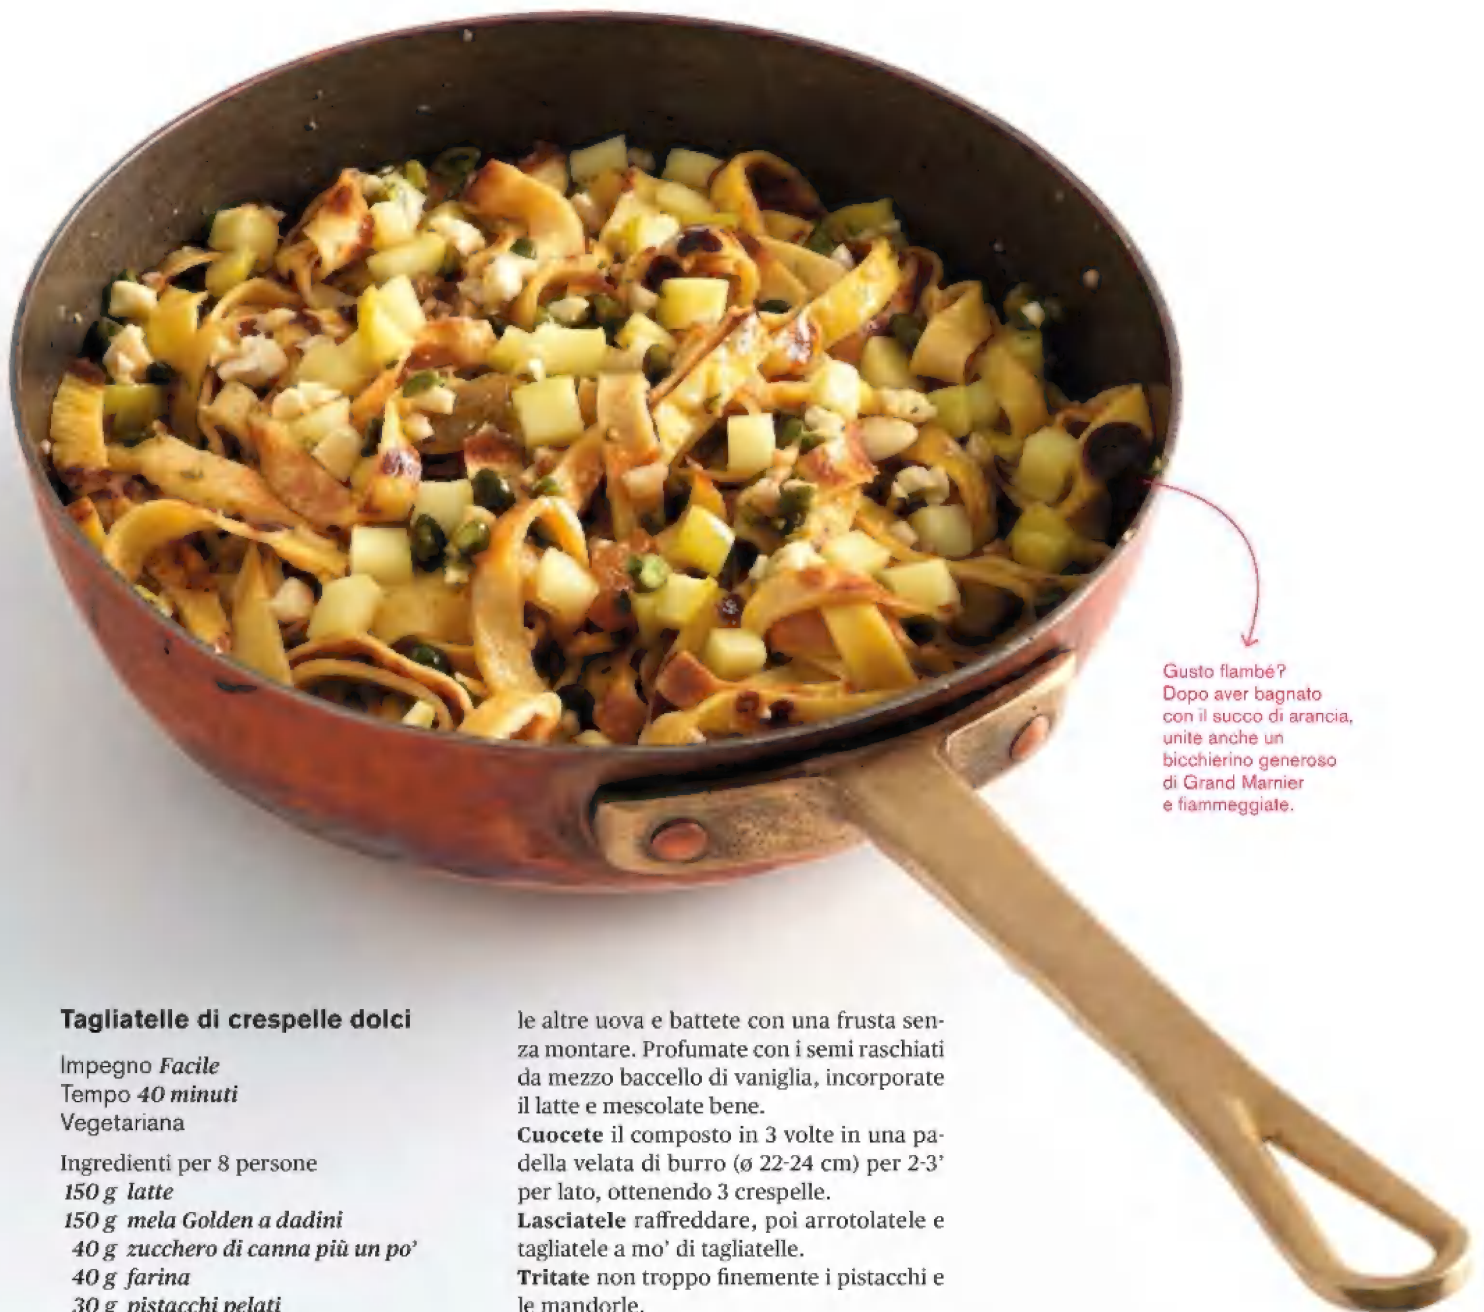 Gusto flambé?
Dopo aver bagnato
con il succo di arancia,
unite anche un
bicchierino generoso
di Grand Marnier
e fiammeggiate.
Tagliatelle di crespelle dolci
Impegno Facile
Tempo 40 minuti
Vegetariana
Ingredienti per 8 persone
150 g latte
150 g mela Golden a dadini
40 g zucchero di canna più un po'
40 g farina
30 g pistacchi pelati
le altre uova e battete con una frusta sen-
za montare. Profumate con i semi raschiati
da mezzo baccello di vaniglia, incorporate
il latte e mescolate bene.
Cuocete il composto in 3 volte in una pa-
della velata di burro (ø 22-24 cm) per 2-3'
per lato, ottenendo 3 crespelle.
Lasciatele raffreddare, poi arrotolatele e
tagliatele a mo' di tagliatelle.
Tritate non troppo finemente i pistacchi e
le mandorle.